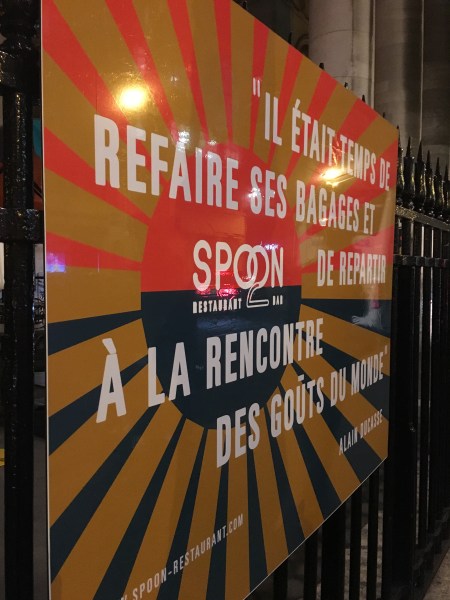 "IL ÉTAIT TEMPS DE
REFAIRE SES BAGAGES ET
DE REPARTIR
SPOON
2
RESTAURANT BAR
À LA RENCONTRE
DES GOÛTS DU MONDE"
ALAIN DUCASSE
.SPOON-RESTAURANT.COM